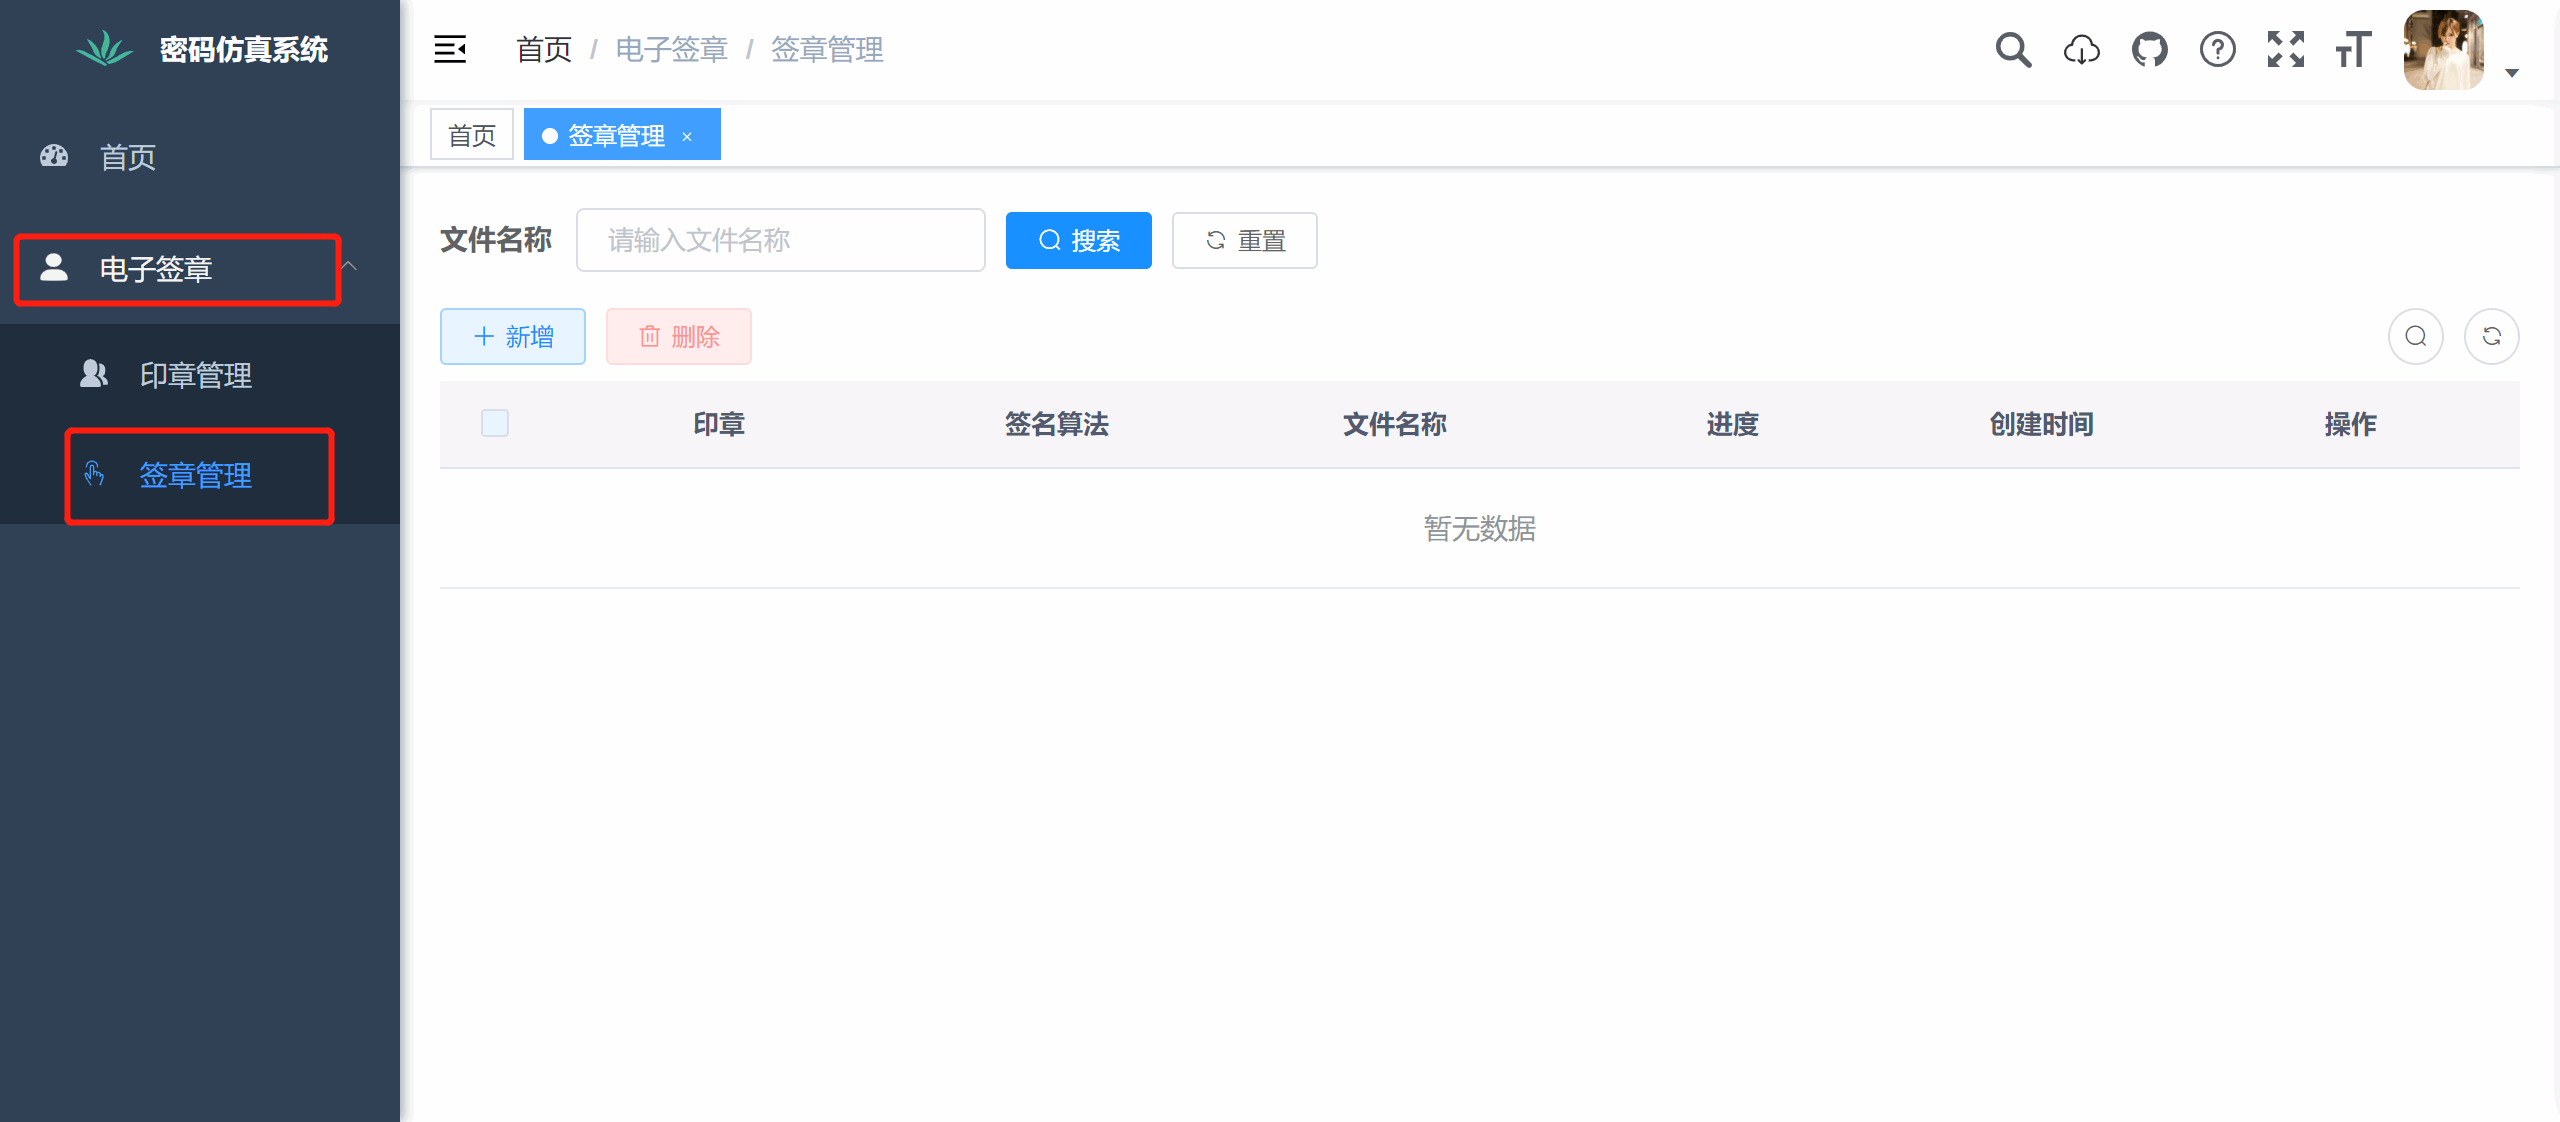 密码仿真系统
首页
电子签章
印章管理
签章管理
首页 / 电子签章 / 签章管理
首页
签章管理 ×
文件名称 请输入文件名称 搜索 重置
新增 删除
印章 签名算法 文件名称 进度 创建时间 操作
暂无数据